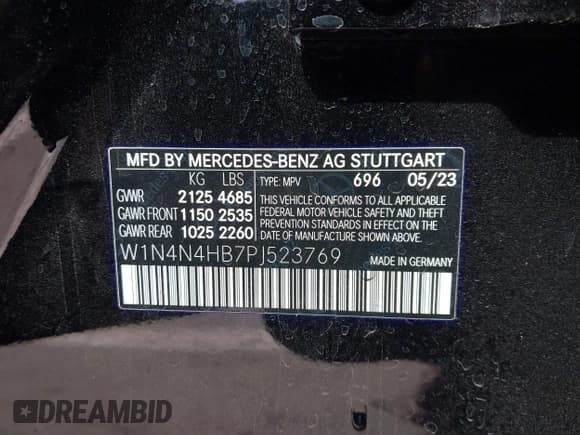 MFD BY MERCEDES-BENZ AG STUTTGART
KG LBS TYPE: MPV 696 05/23
GVWR 2125 4685
GAWR FRONT 1150 2535
GAWR REAR 1025 2260
THIS VEHICLE CONFORMS TO ALL APPLICABLE
FEDERAL MOTOR VEHICLE SAFETY AND THEFT
PREVENTION STANDARDS IN EFFECT ON THE
DATE OF MANUFACTURE SHOWN ABOVE.
W1N4N4HB7PJ523769 MADE IN GERMANY
DREAMBID